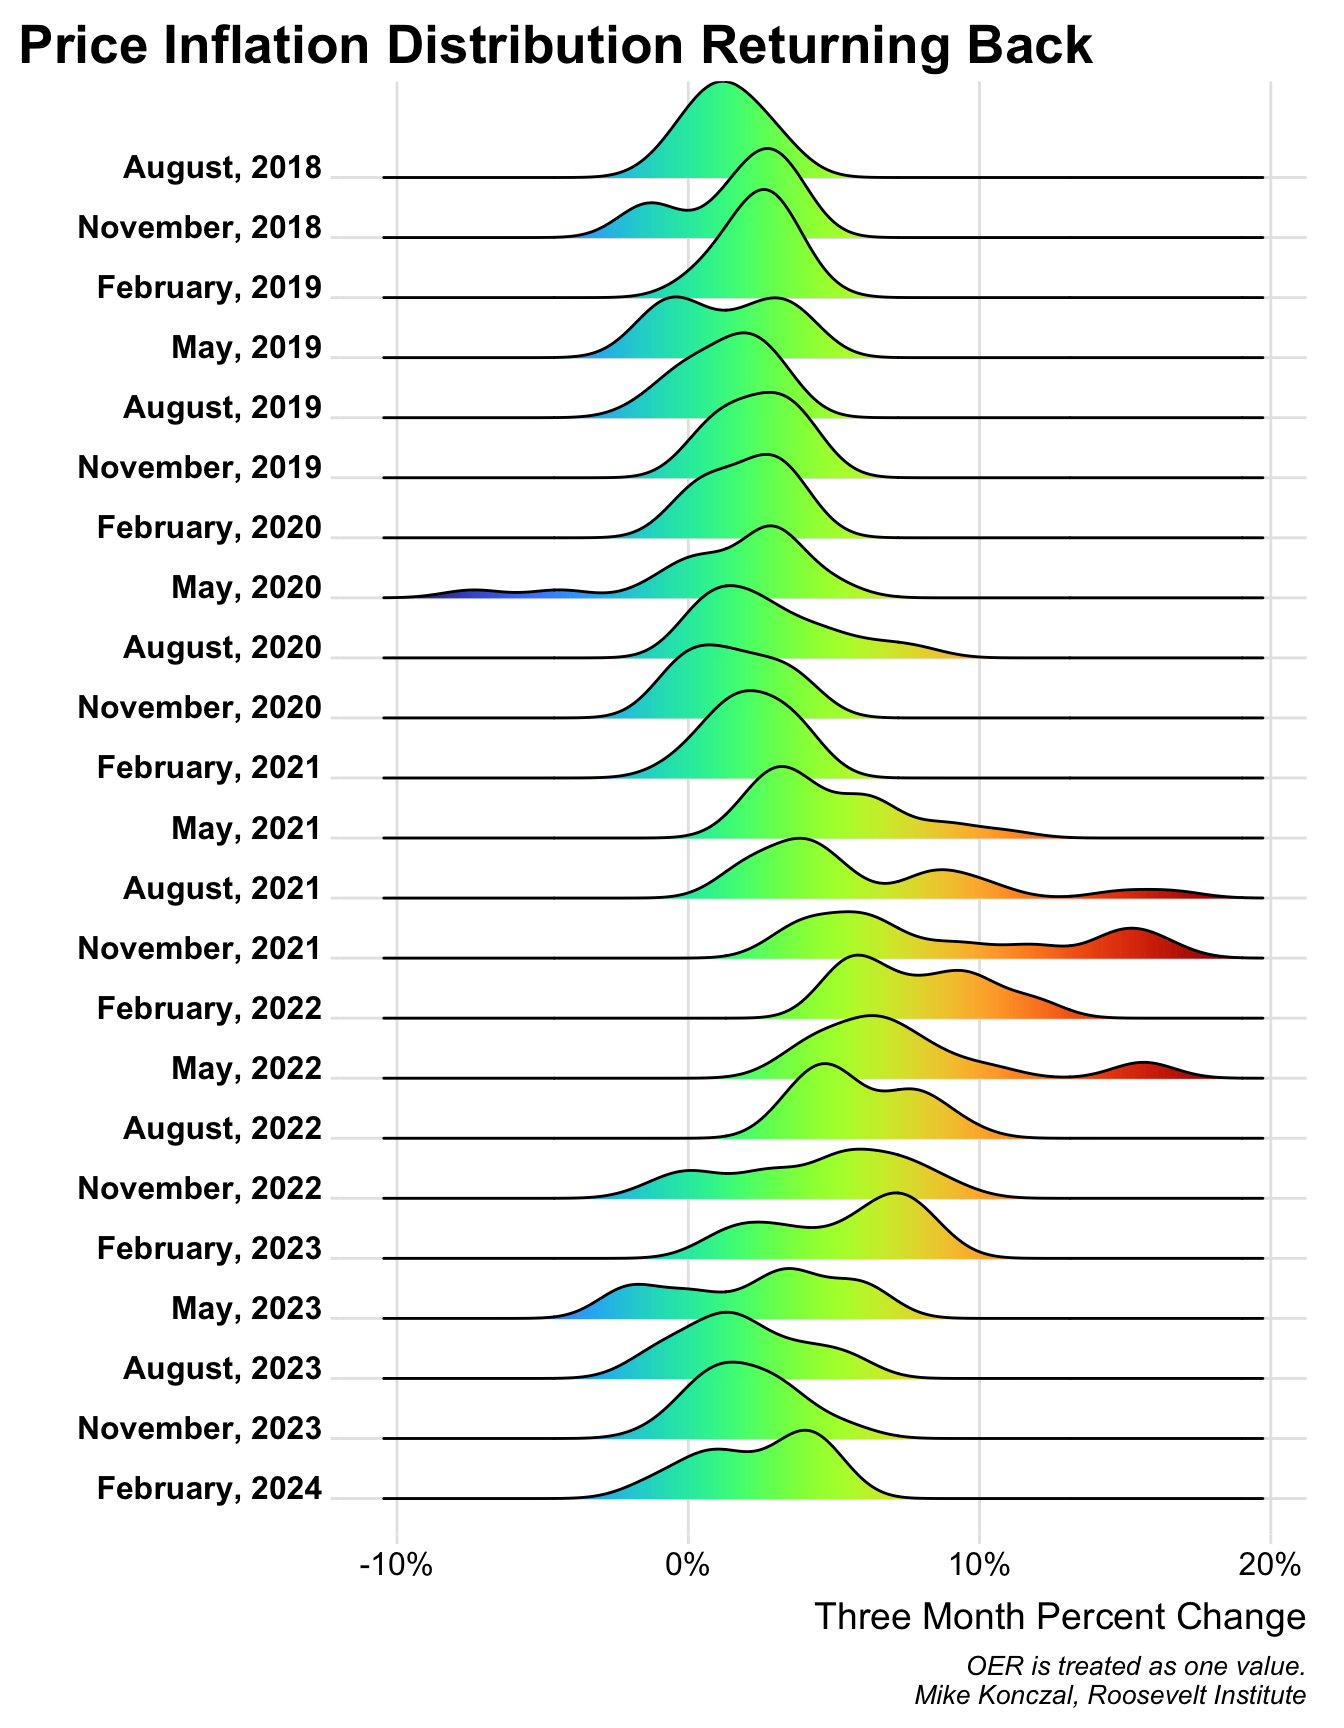 Price Inflation Distribution Returning Back
August, 2018
November, 2018
February, 2019
May, 2019
August, 2019
November, 2019
February, 2020
May, 2020
August, 2020
November, 2020
February, 2021
May, 2021
August, 2021
November, 2021
February, 2022
May, 2022
August, 2022
November, 2022
February, 2023
May, 2023
August, 2023
November, 2023
February, 2024
-10% 0% 10% 20%
Three Month Percent Change
OER is treated as one value.
Mike Konczal, Roosevelt Institute